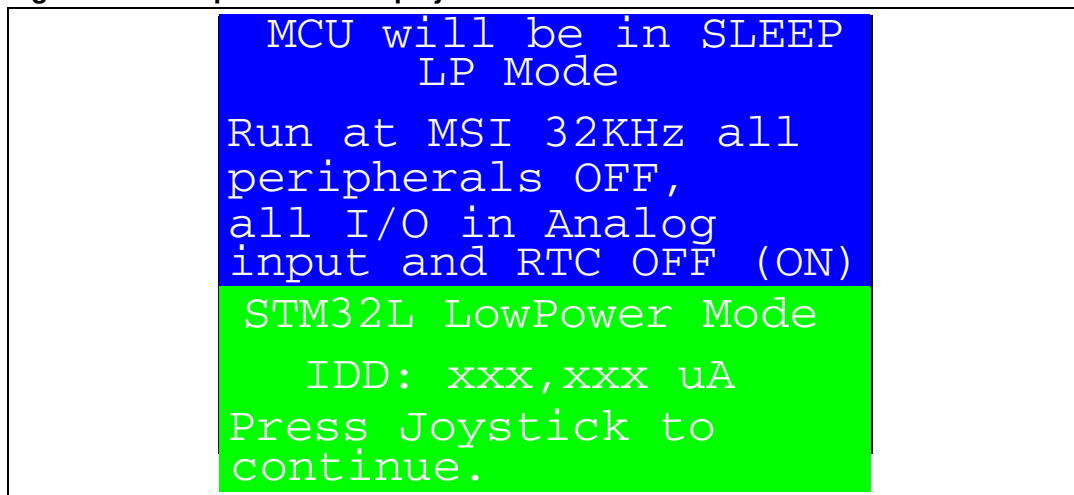 MCU will be in SLEEP
LP Mode
Run at MSI 32KHz all
peripherals OFF,
all I/O in Analog
input and RTC OFF (ON)
STM32L LowPower Mode
IDD: xxx,xxx uA
Press Joystick to
continue.